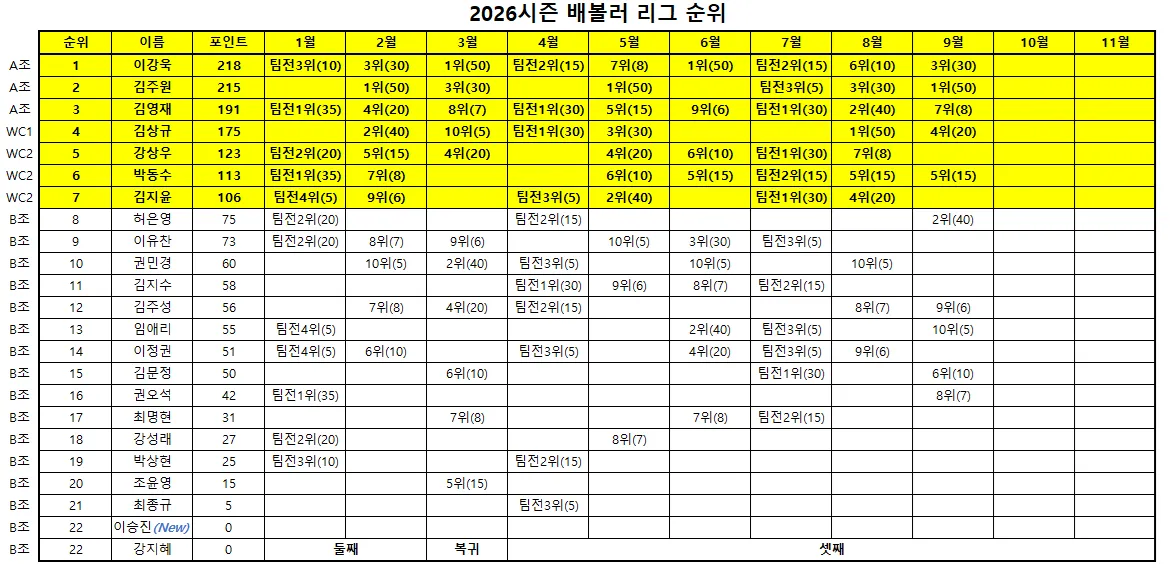 2026시즌 배볼러 리그 순위
순위 이름 포인트 1월 2월 3월 4월 5월 6월 7월 8월 9월 10월 11월
A조 1 이강욱 218 팀전3위(10) 3위(30) 1위(50) 팀전2위(15) 7위(8) 1위(50) 팀전2위(15) 6위(10) 3위(30)
A조 2 김주원 215 1위(50) 3위(30) 1위(50) 팀전3위(5) 3위(30) 1위(50)
A조 3 김영재 191 팀전1위(35) 4위(20) 8위(7) 팀전1위(30) 5위(15) 9위(6) 팀전1위(30) 2위(40) 7위(8)
WC1 4 김상규 175 2위(40) 10위(5) 팀전1위(30) 3위(30) 1위(50) 4위(20)
WC2 5 강상우 123 팀전2위(20) 5위(15) 4위(20) 4위(20) 6위(10) 팀전1위(30) 7위(8)
WC2 6 박동수 113 팀전1위(35) 7위(8) 6위(10) 5위(15) 팀전2위(15) 5위(15) 5위(15)
WC2 7 김지윤 106 팀전4위(5) 9위(6) 팀전3위(5) 2위(40) 팀전1위(30) 4위(20)
B조 8 허은영 75 팀전2위(20) 팀전2위(15) 2위(40)
B조 9 이유찬 73 팀전2위(20) 8위(7) 9위(6) 10위(5) 3위(30) 팀전3위(5)
B조 10 권민경 60 10위(5) 2위(40) 팀전3위(5) 10위(5) 10위(5)
B조 11 김지수 58 팀전1위(30) 9위(6) 8위(7) 팀전2위(15)
B조 12 김주성 56 7위(8) 4위(20) 팀전2위(15) 8위(7) 9위(6)
B조 13 임애리 55 팀전4위(5) 2위(40) 팀전3위(5) 10위(5)
B조 14 이정권 51 팀전4위(5) 6위(10) 팀전3위(5) 4위(20) 팀전3위(5) 9위(6)
B조 15 김문정 50 6위(10) 팀전1위(30) 6위(10)
B조 16 권오석 42 팀전1위(35) 8위(7)
B조 17 최명현 31 7위(8) 7위(8) 팀전2위(15)
B조 18 강성래 27 팀전2위(20) 8위(7)
B조 19 박상현 25 팀전3위(10) 팀전2위(15)
B조 20 조윤영 15 5위(15)
B조 21 최종규 5 팀전3위(5)
B조 22 이승진(New) 0
B조 22 강지혜 0 둘째 복귀 셋째